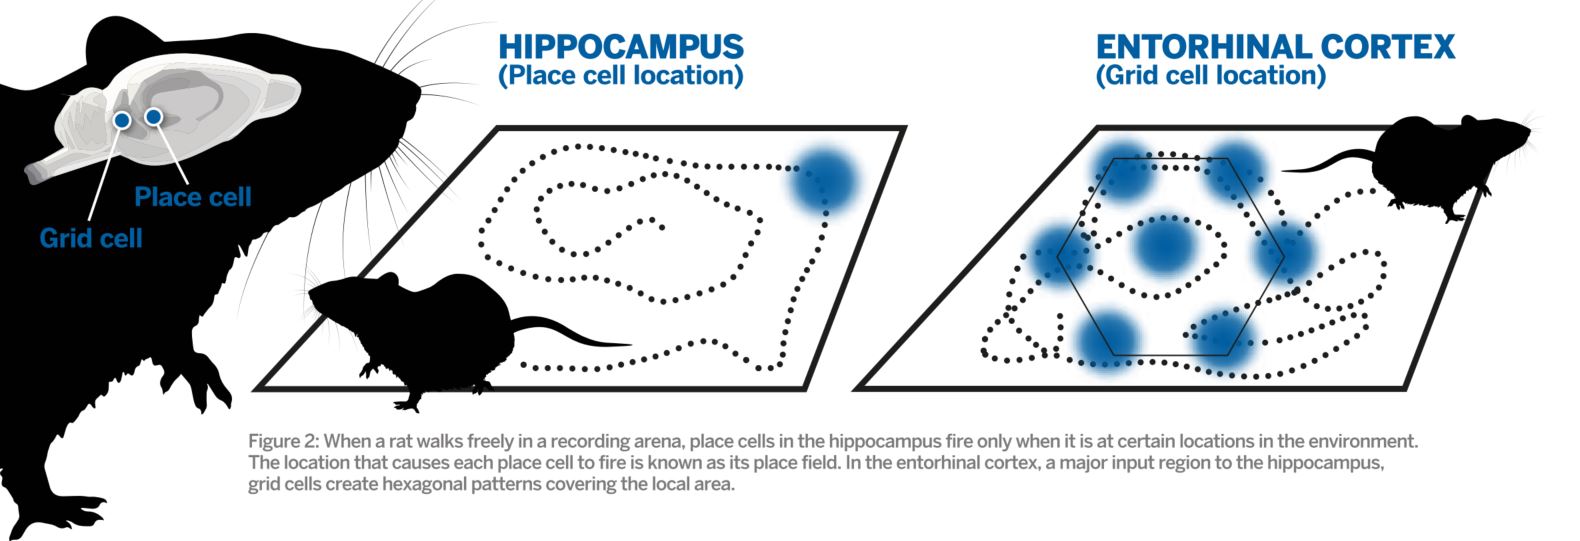 HIPPOCAMPUS
(Place cell location)
ENTORHINAL CORTEX
(Grid cell location)
Place cell
Grid cell
Figure 2: When a rat walks freely in a recording arena, place cells in the hippocampus fire only when it is at certain locations in the environment.
The location that causes each place cell to fire is known as its place field. In the entorhinal cortex, a major input region to the hippocampus,
grid cells create hexagonal patterns covering the local area.